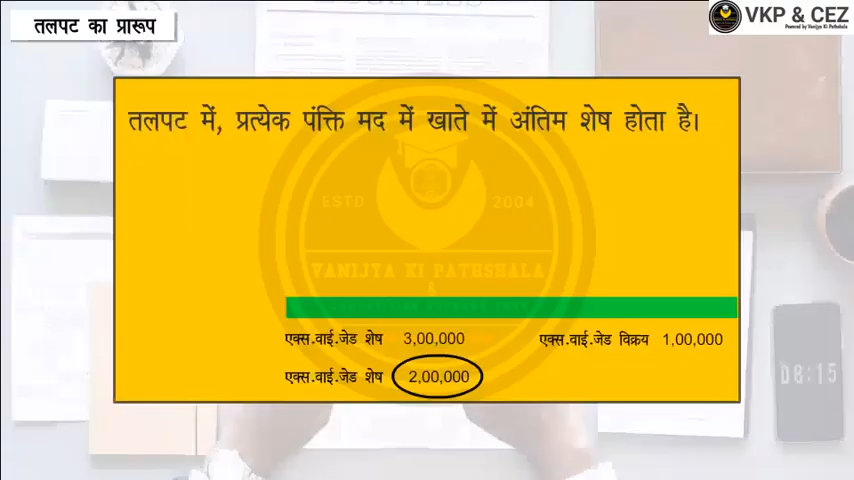 तलपट का प्रारूप
VKP & CEZ
Powered by Vanijya Ki Pathshala
तलपट में, प्रत्येक पंक्ति मद में खाते में अंतिम शेष होता है।
ESTD 2004
VANIJYA KI PATHSHALA
&
एक्स.वाई.जेड शेष 3,00,000 एक्स.वाई.जेड विक्रय 1,00,000
एक्स.वाई.जेड शेष 2,00,000
08:15